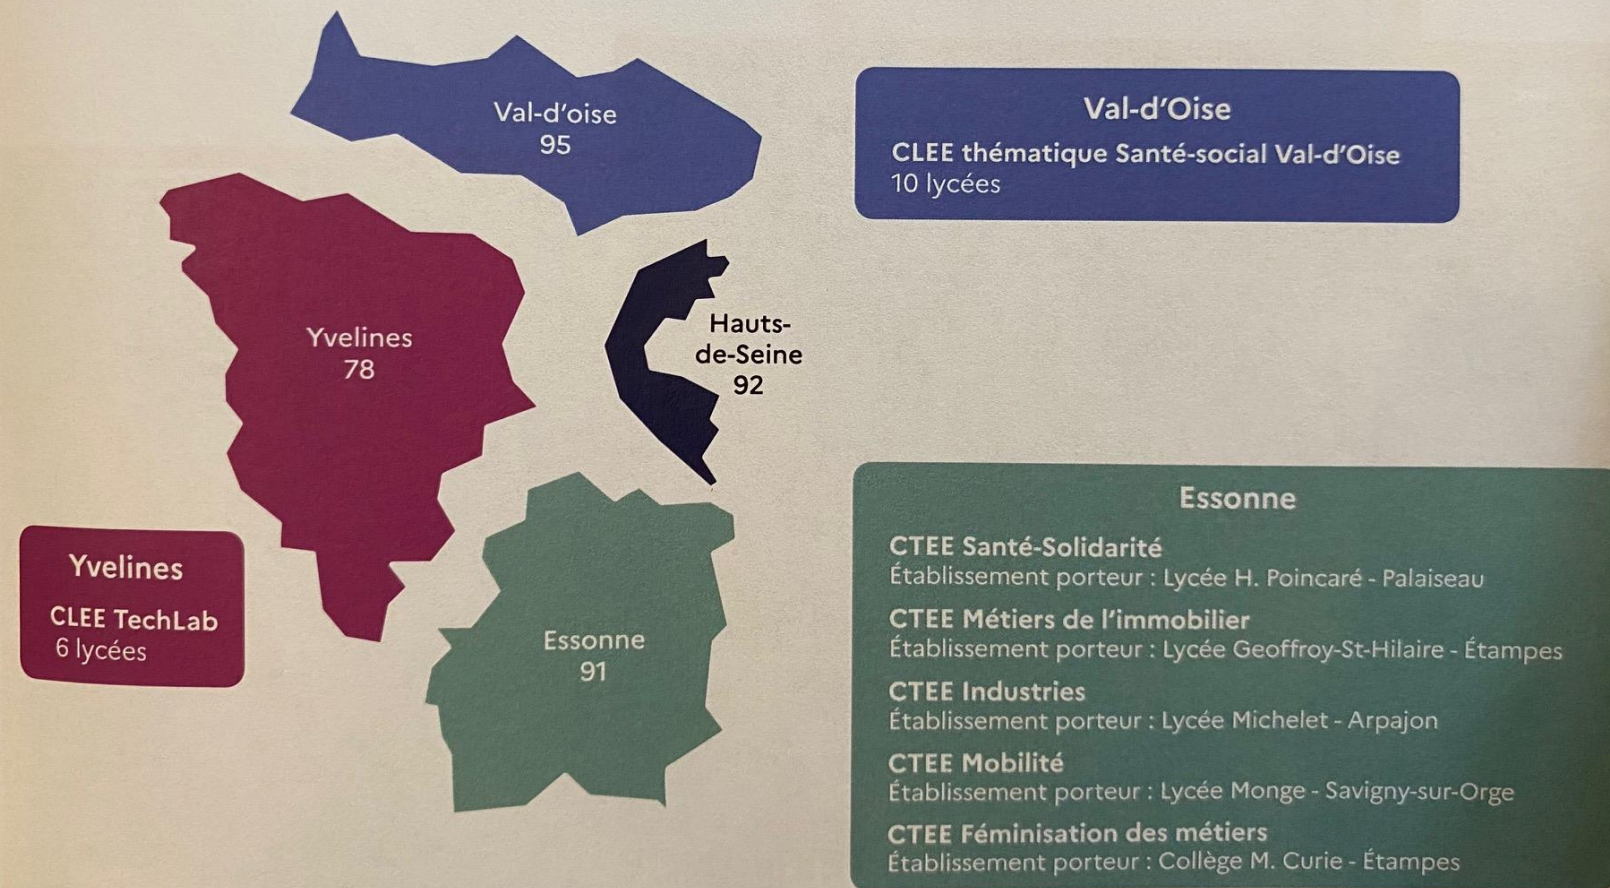 Val-d'oise
95
Val-d'Oise
CLEE thématique Santé-social Val-d'Oise
10 lycées
Yvelines
78
Hauts-
de-Seine
92
Yvelines
CLEE TechLab
6 lycées
Essonne
91
Essonne
CTEE Santé-Solidarité
Établissement porteur : Lycée H. Poincaré - Palaiseau
CTEE Métiers de l'immobilier
Établissement porteur : Lycée Geoffroy-St-Hilaire - Étampes
CTEE Industries
Établissement porteur : Lycée Michelet - Arpajon
CTEE Mobilité
Établissement porteur : Lycée Monge - Savigny-sur-Orge
CTEE Féminisation des métiers
Établissement porteur : Collège M. Curie - Étampes